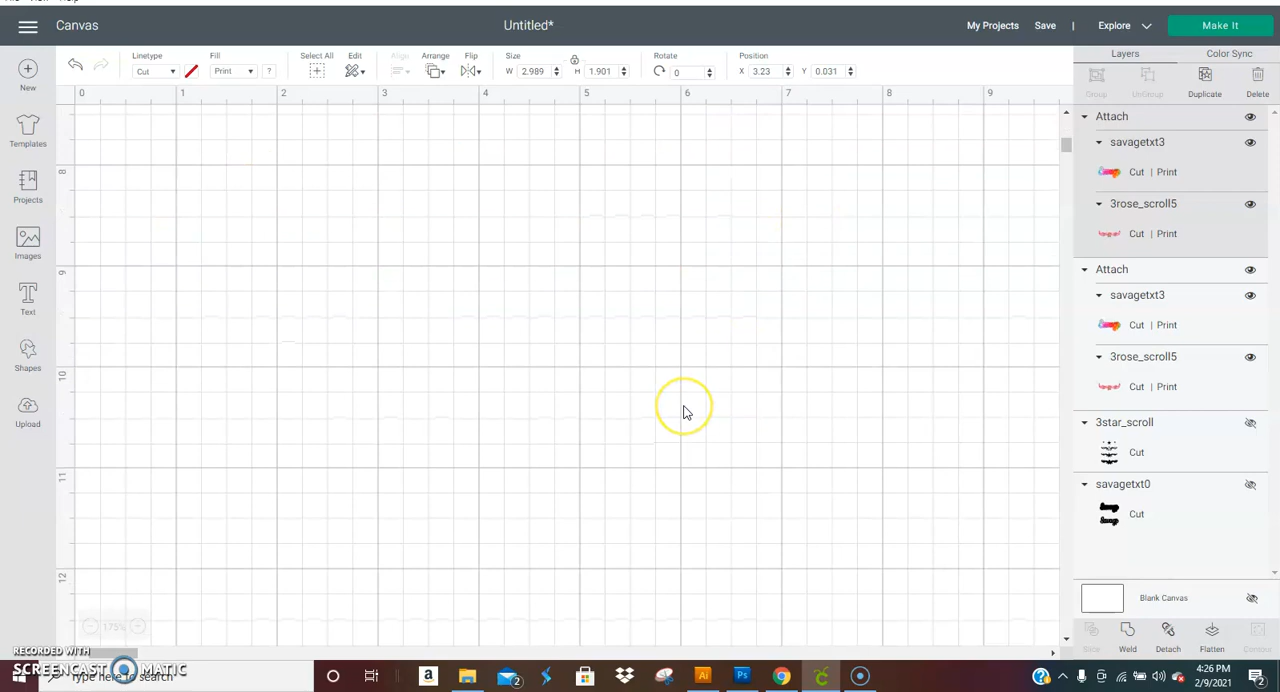 Canvas
Untitled*
My Projects
Save
|
Explore
Make It
Linetype
Fill
Select All
Edit
Align
Arrange
Flip
Size
Rotate
Position
Cut
Print
?
W 2.989
H 1.901
0
X 3.23
Y 0.031
Layers
Color Sync
Group
UnGroup
Duplicate
Delete
New
Templates
Projects
Images
Text
Shapes
Upload
0 1 2 3 4 5 6 7 8 9
8
9
10
11
12
Attach
savagetxt3
Cut | Print
3rose_scroll5
Cut | Print
Attach
savagetxt3
Cut | Print
3rose_scroll5
Cut | Print
3star_scroll
Cut
savagetxt0
Cut
Blank Canvas
Slice
Weld
Detach
Flatten
Contour
175%
RECORDED WITH
SCREENCAST MATIC
Type here to search
4:26 PM
2/9/2021